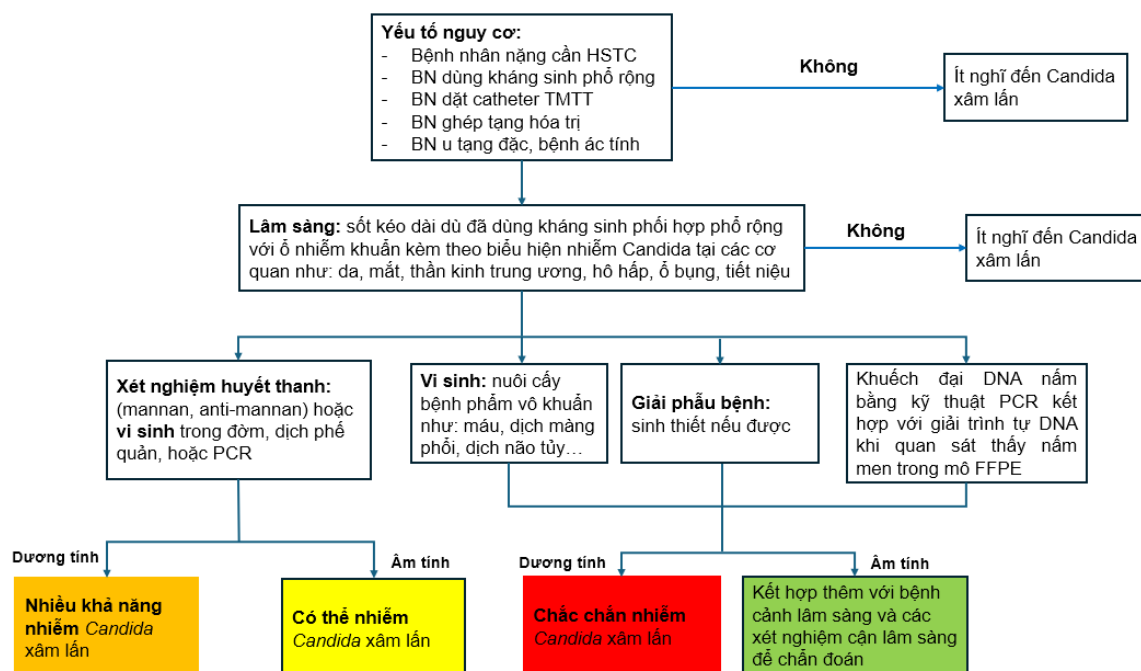 Yếu tố nguy cơ:
- Bệnh nhân nặng cần HSTC
- BN dùng kháng sinh phổ rộng
- BN dặt catheter TMTT
- BN ghép tạng hóa trị
- BN u tạng đặc, bệnh ác tính
Không
Ít nghĩ đến Candida
xâm lấn
Lâm sàng: sốt kéo dài dù đã dùng kháng sinh phối hợp phổ rộng
với ổ nhiễm khuẩn kèm theo biểu hiện nhiễm Candida tại các cơ
quan như: da, mắt, thần kinh trung ương, hô hấp, ổ bụng, tiết niệu
Không
Ít nghĩ đến Candida
xâm lấn
Xét nghiệm huyết thanh:
(mannan, anti-mannan) hoặc
vi sinh trong đờm, dịch phế
quản, hoặc PCR
Vi sinh: nuôi cấy
bệnh phẩm vô khuẩn
như: máu, dịch màng
phổi, dịch não tủy…
Giải phẫu bệnh:
sinh thiết nếu được
Khuếch đại DNA nấm
bằng kỹ thuật PCR kết
hợp với giải trình tự DNA
khi quan sát thấy nấm
men trong mô FFPE
Dương tính
Âm tính
Dương tính
Âm tính
Nhiều khả năng
nhiễm Candida
xâm lấn
Có thể nhiễm
Candida xâm lấn
Chắc chắn nhiễm
Candida xâm lấn
Kết hợp thêm với bệnh
cảnh lâm sàng và các
xét nghiệm cận lâm sàng
để chẩn đoán